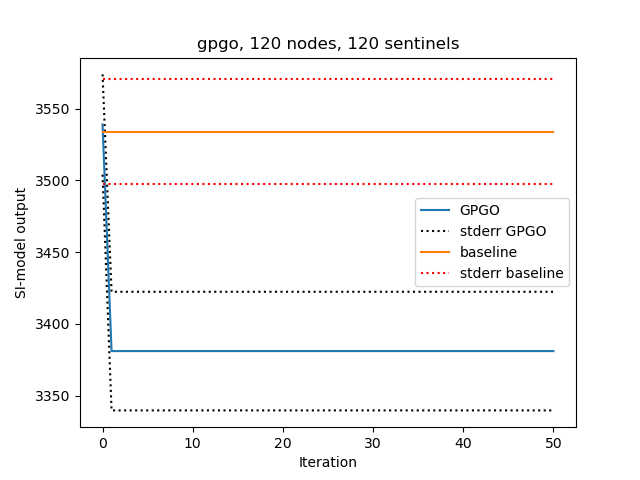 gpgo, 120 nodes, 120 sentinels
3550
3500
3450
3400
3350
SI-model output
GPGO
stderr GPGO
baseline
stderr baseline
0
10
20
30
40
50
Iteration